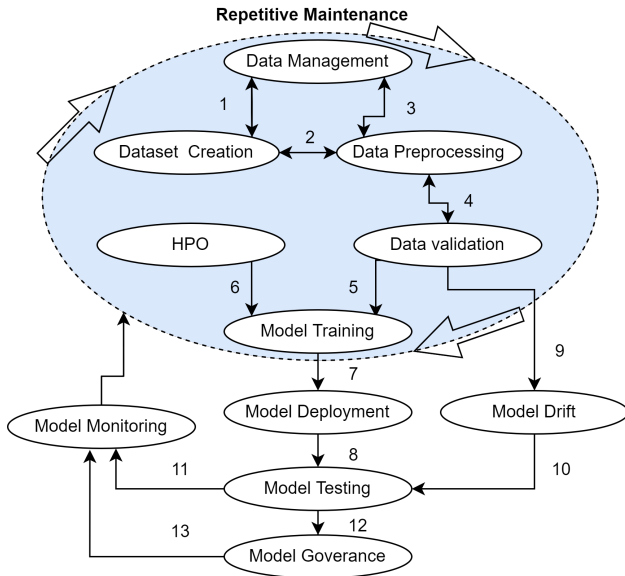 Repetitive Maintenance
Data Management
1
3
Dataset Creation
2
Data Preprocessing
4
HPO
Data validation
6
5
Model Training
7
9
Model Monitoring
Model Deployment
Model Drift
8
10
11
Model Testing
13
12
Model Goverance